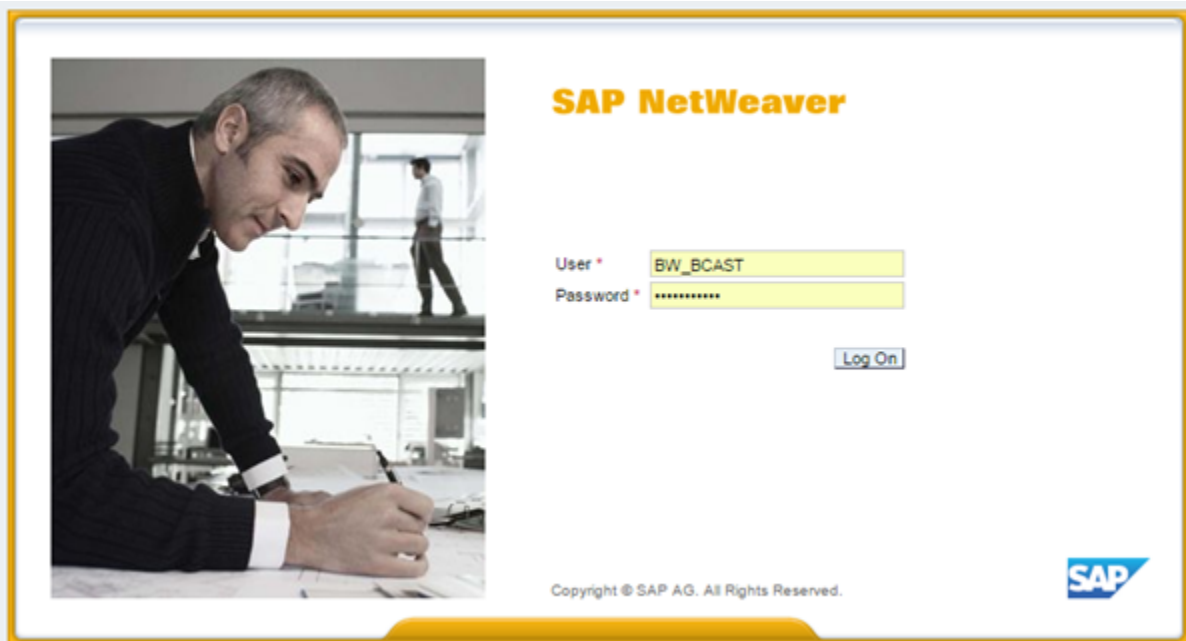 SAP NetWeaver
User * BW_BCAST
Password * •••••••••••
Log On
Copyright © SAP AG. All Rights Reserved.
SAP